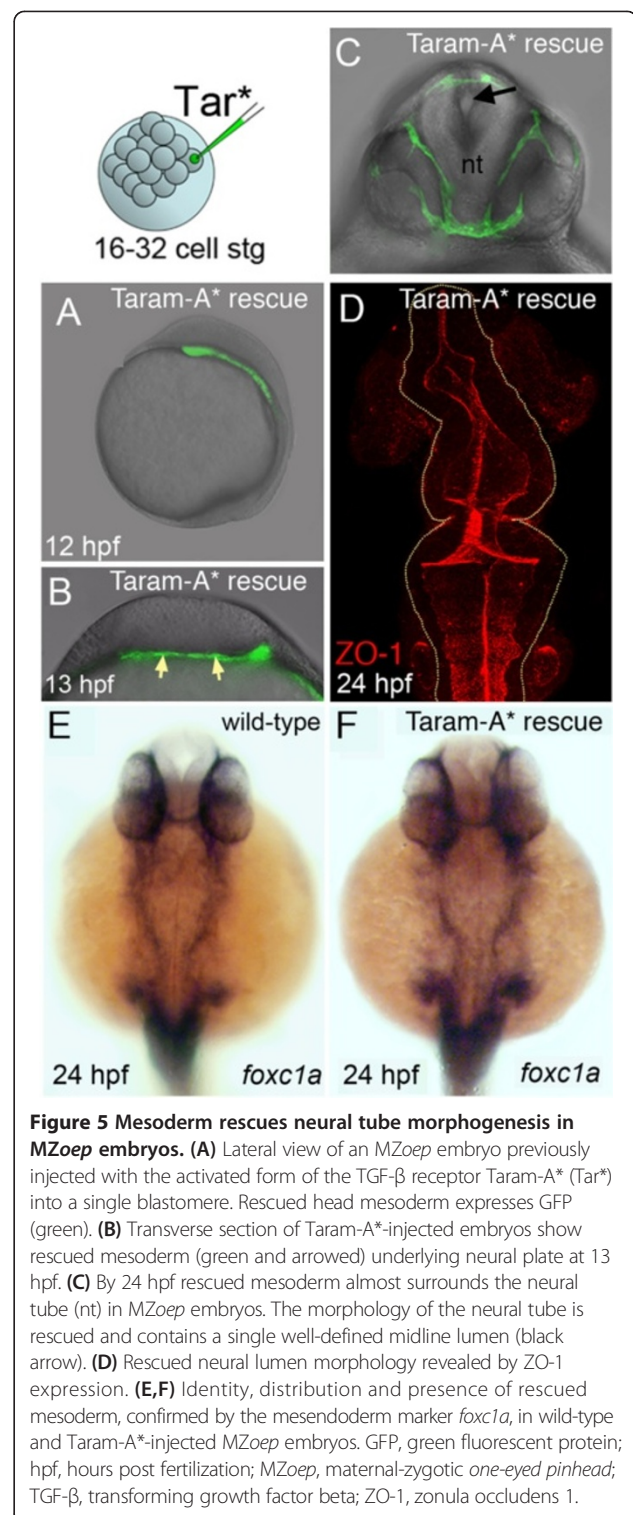 Tar*
16-32 cell stg
C Taram-A* rescue
nt
A Taram-A* rescue
12 hpf
D Taram-A* rescue
B Taram-A* rescue
13 hpf
ZO-1
24 hpf
E wild-type
24 hpf foxc1a
F Taram-A* rescue
24 hpf foxc1a
Figure 5 Mesoderm rescues neural tube morphogenesis in
MZoep embryos. (A) Lateral view of an MZoep embryo previously
injected with the activated form of the TGF-β receptor Taram-A* (Tar*)
into a single blastomere. Rescued head mesoderm expresses GFP
(green). (B) Transverse section of Taram-A*-injected embryos show
rescued mesoderm (green and arrowed) underlying neural plate at 13
hpf. (C) By 24 hpf rescued mesoderm almost surrounds the neural
tube (nt) in MZoep embryos. The morphology of the neural tube is
rescued and contains a single well-defined midline lumen (black
arrow). (D) Rescued neural lumen morphology revealed by ZO-1
expression. (E,F) Identity, distribution and presence of rescued
mesoderm, confirmed by the mesendoderm marker foxc1a, in wild-type
and Taram-A*-injected MZoep embryos. GFP, green fluorescent protein;
hpf, hours post fertilization; MZoep, maternal-zygotic one-eyed pinhead;
TGF-β, transforming growth factor beta; ZO-1, zonula occludens 1.